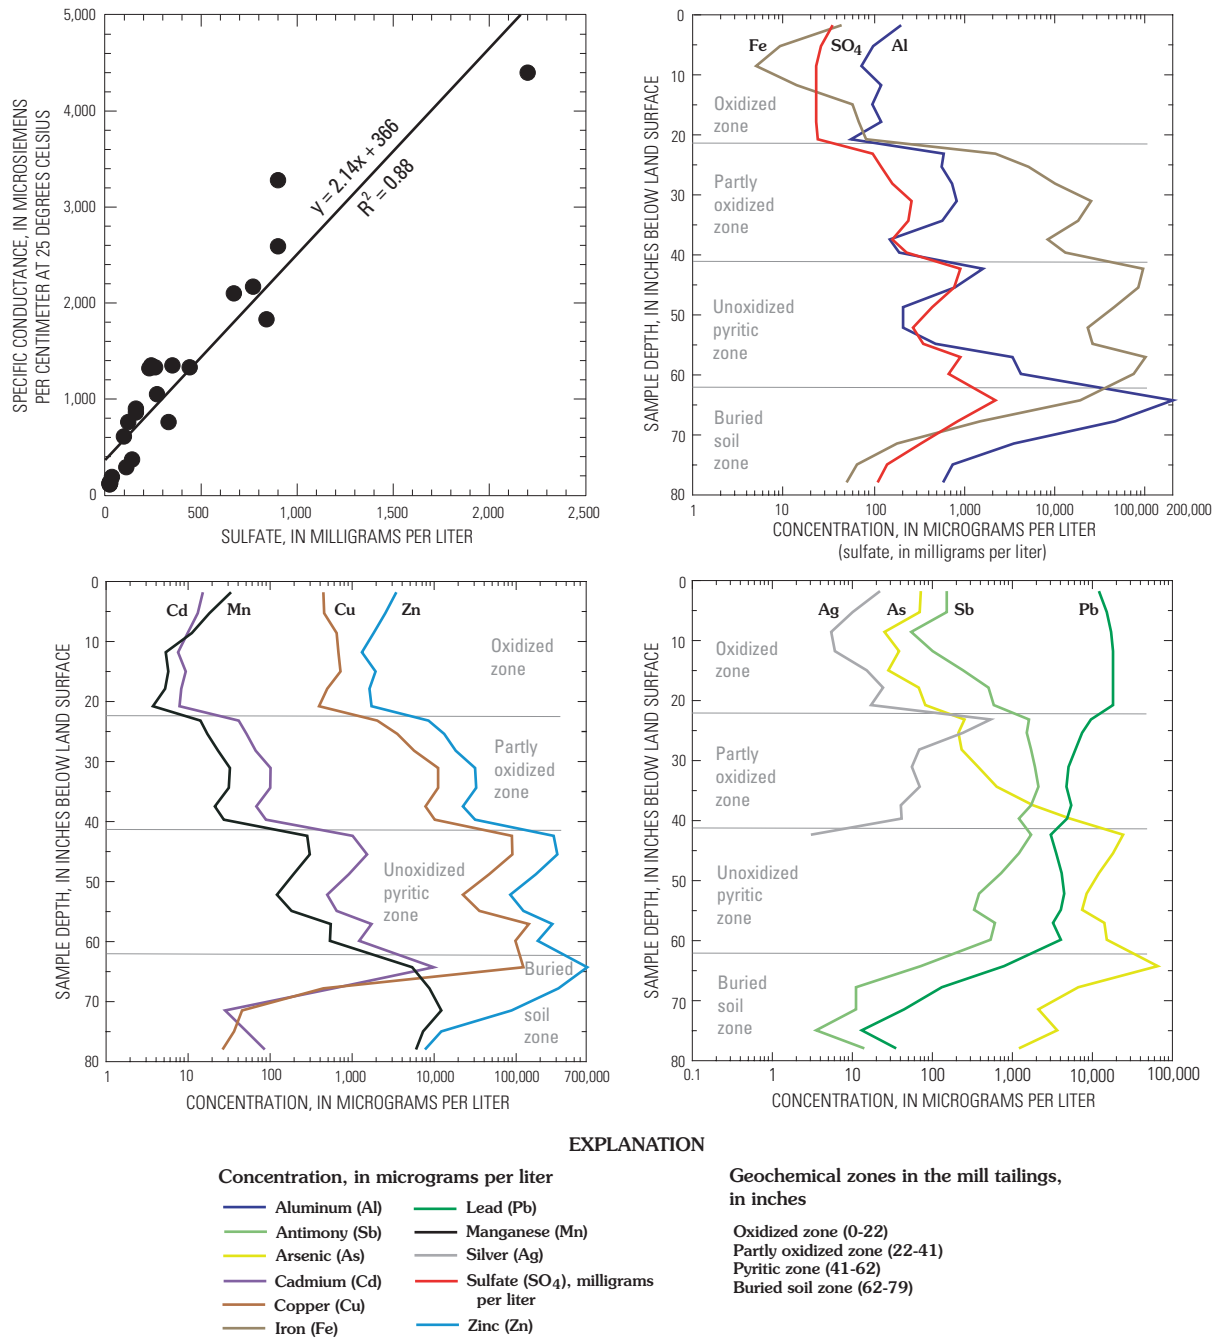 5,000
4,000
3,000
2,000
1,000
0
SPECIFIC CONDUCTANCE, IN MICROSIEMENS
PER CENTIMETER AT 25 DEGREES CELSIUS
y = 2.14x + 366
R² = 0.88
0
500
1,000
1,500
2,000
2,500
SULFATE, IN MILLIGRAMS PER LITER
0
10
20
30
40
50
60
70
80
SAMPLE DEPTH, IN INCHES BELOW LAND SURFACE
Fe
SO₄
Al
Oxidized
zone
Partly
oxidized
zone
Unoxidized
pyritic
zone
Buried
soil
zone
1
10
100
1,000
10,000
100,000
200,000
CONCENTRATION, IN MICROGRAMS PER LITER
(sulfate, in milligrams per liter)
0
10
20
30
40
50
60
70
80
SAMPLE DEPTH, IN INCHES BELOW LAND SURFACE
Cd
Mn
Cu
Zn
Oxidized
zone
Partly
oxidized
zone
Unoxidized
pyritic
zone
Buried
soil
zone
1
10
100
1,000
10,000
100,000
700,000
CONCENTRATION, IN MICROGRAMS PER LITER
0
10
20
30
40
50
60
70
80
SAMPLE DEPTH, IN INCHES BELOW LAND SURFACE
Ag
As
Sb
Pb
Oxidized
zone
Partly
oxidized
zone
Unoxidized
pyritic
zone
Buried
soil
zone
0.1
1
10
100
1,000
10,000
100,000
CONCENTRATION, IN MICROGRAMS PER LITER
EXPLANATION
Concentration, in micrograms per liter
Aluminum (Al)
Antimony (Sb)
Arsenic (As)
Cadmium (Cd)
Copper (Cu)
Iron (Fe)
Lead (Pb)
Manganese (Mn)
Silver (Ag)
Sulfate (SO₄), milligrams
per liter
Zinc (Zn)
Geochemical zones in the mill tailings,
in inches
Oxidized zone (0-22)
Partly oxidized zone (22-41)
Pyritic zone (41-62)
Buried soil zone (62-79)